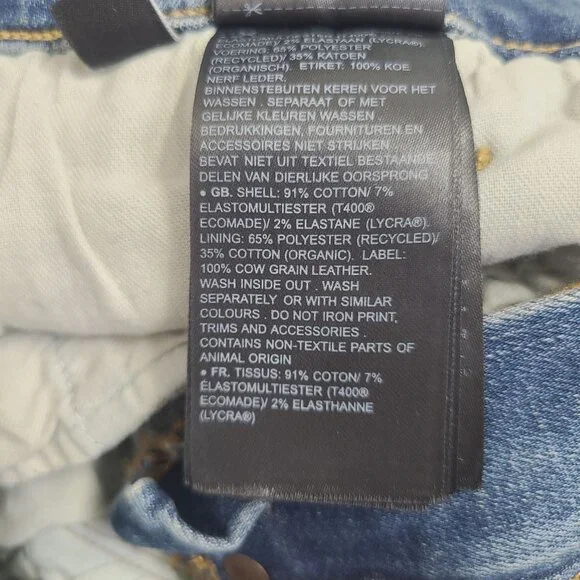 ECOMADE)/ 2% ELASTAAN (LYCRA®).
VOERING: 65% POLYESTER
(RECYCLED)/ 35% KATOEN
(ORGANISCH). ETIKET: 100% KOE
NERF LEDER.
BINNENSTEBUITEN KEREN VOOR HET
WASSEN . SEPARAAT OF MET
GELIJKE KLEUREN WASSEN .
BEDRUKKINGEN, FOURNITUREN EN
ACCESSOIRES NIET STRIJKEN .
BEVAT NIET UIT TEXTIEL BESTAANDE
DELEN VAN DIERLIJKE OORSPRONG
● GB. SHELL: 91% COTTON/ 7%
ELASTOMULTIESTER (T400®
ECOMADE)/ 2% ELASTANE (LYCRA®).
LINING: 65% POLYESTER (RECYCLED)/
35% COTTON (ORGANIC). LABEL:
100% COW GRAIN LEATHER.
WASH INSIDE OUT . WASH
SEPARATELY OR WITH SIMILAR
COLOURS . DO NOT IRON PRINT,
TRIMS AND ACCESSORIES .
CONTAINS NON-TEXTILE PARTS OF
ANIMAL ORIGIN
● FR. TISSUS: 91% COTON/ 7%
ÉLASTOMULTIESTER (T400®
ECOMADE)/ 2% ELASTHANNE
(LYCRA®)